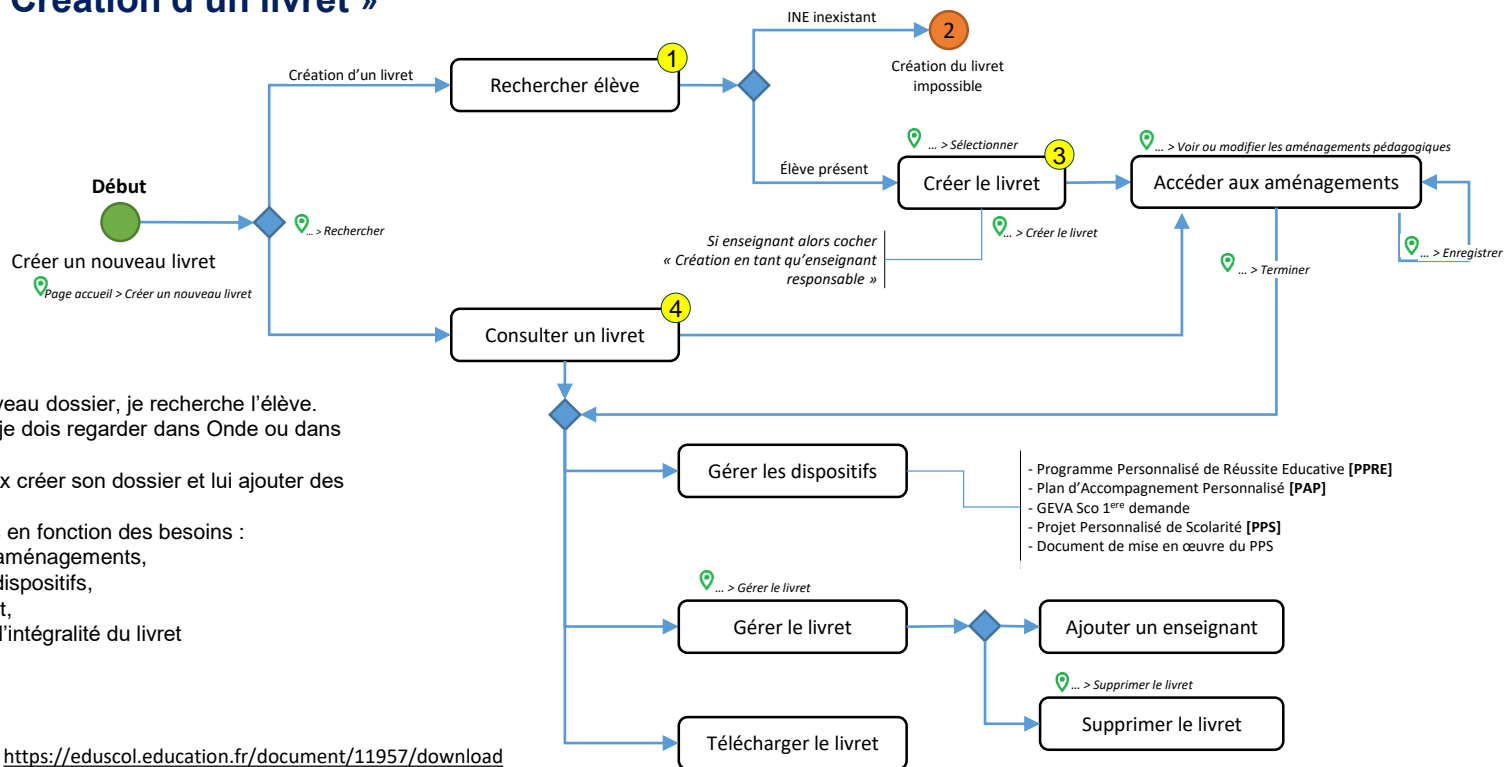 Création d'un livret »
INE inexistant
2
Création du livret
impossible
Création d'un livret
1
Rechercher élève
... > Sélectionner
3
Élève présent
Créer le livret
... > Voir ou modifier les aménagements pédagogiques
Accéder aux aménagements
Début
... > Rechercher
Créer un nouveau livret
Page accueil > Créer un nouveau livret
Si enseignant alors cocher
« Création en tant qu'enseignant
responsable »
... > Créer le livret
... > Terminer
... > Enregistrer
4
Consulter un livret
veau dossier, je recherche l'élève.
je dois regarder dans Onde ou dans
x créer son dossier et lui ajouter des
en fonction des besoins :
aménagements,
dispositifs,
t,
l'intégralité du livret
Gérer les dispositifs
- Programme Personnalisé de Réussite Educative [PPRE]
- Plan d'Accompagnement Personnalisé [PAP]
- GEVA Sco 1ere demande
- Projet Personnalisé de Scolarité [PPS]
- Document de mise en œuvre du PPS
... > Gérer le livret
Gérer le livret
Ajouter un enseignant
... > Supprimer le livret
Supprimer le livret
Télécharger le livret
https://eduscol.education.fr/document/11957/download